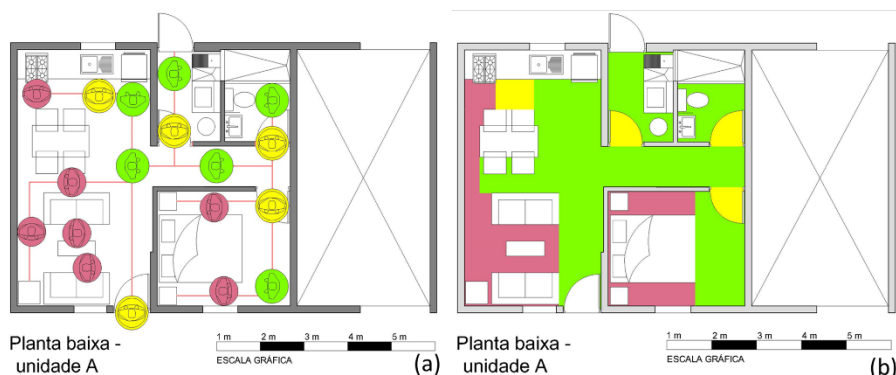 Planta baixa -
unidade A
1 m 2 m 3 m 4 m 5 m
ESCALA GRÁFICA
(a)
Planta baixa -
unidade A
1 m 2 m 3 m 4 m 5 m
ESCALA GRÁFICA
(b)